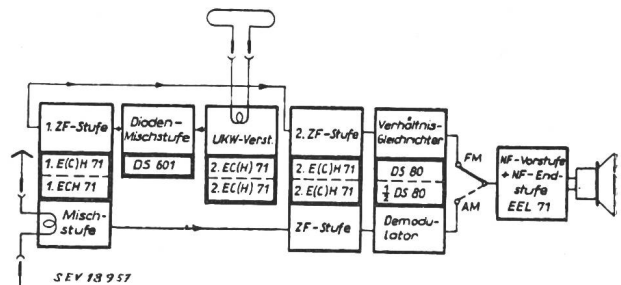 1. ZF-Stufe
1. E(C)H 71
1. ECH 71
Misch-
stufe
Dioden-
Mischstufe
DS 601
UKW-Verst.
2. EC(H) 71
2. EC(H) 71
2. ZF-Stufe
2. E(C)H 71
2. E(C)H 71
ZF-Stufe
Verhältnis-
Gleichrichter
DS 80
½ DS 80
Demodu-
lator
FM
AM
NF-Vorstufe
+ NF-End-
stufe
EEL 71
SEV 18957